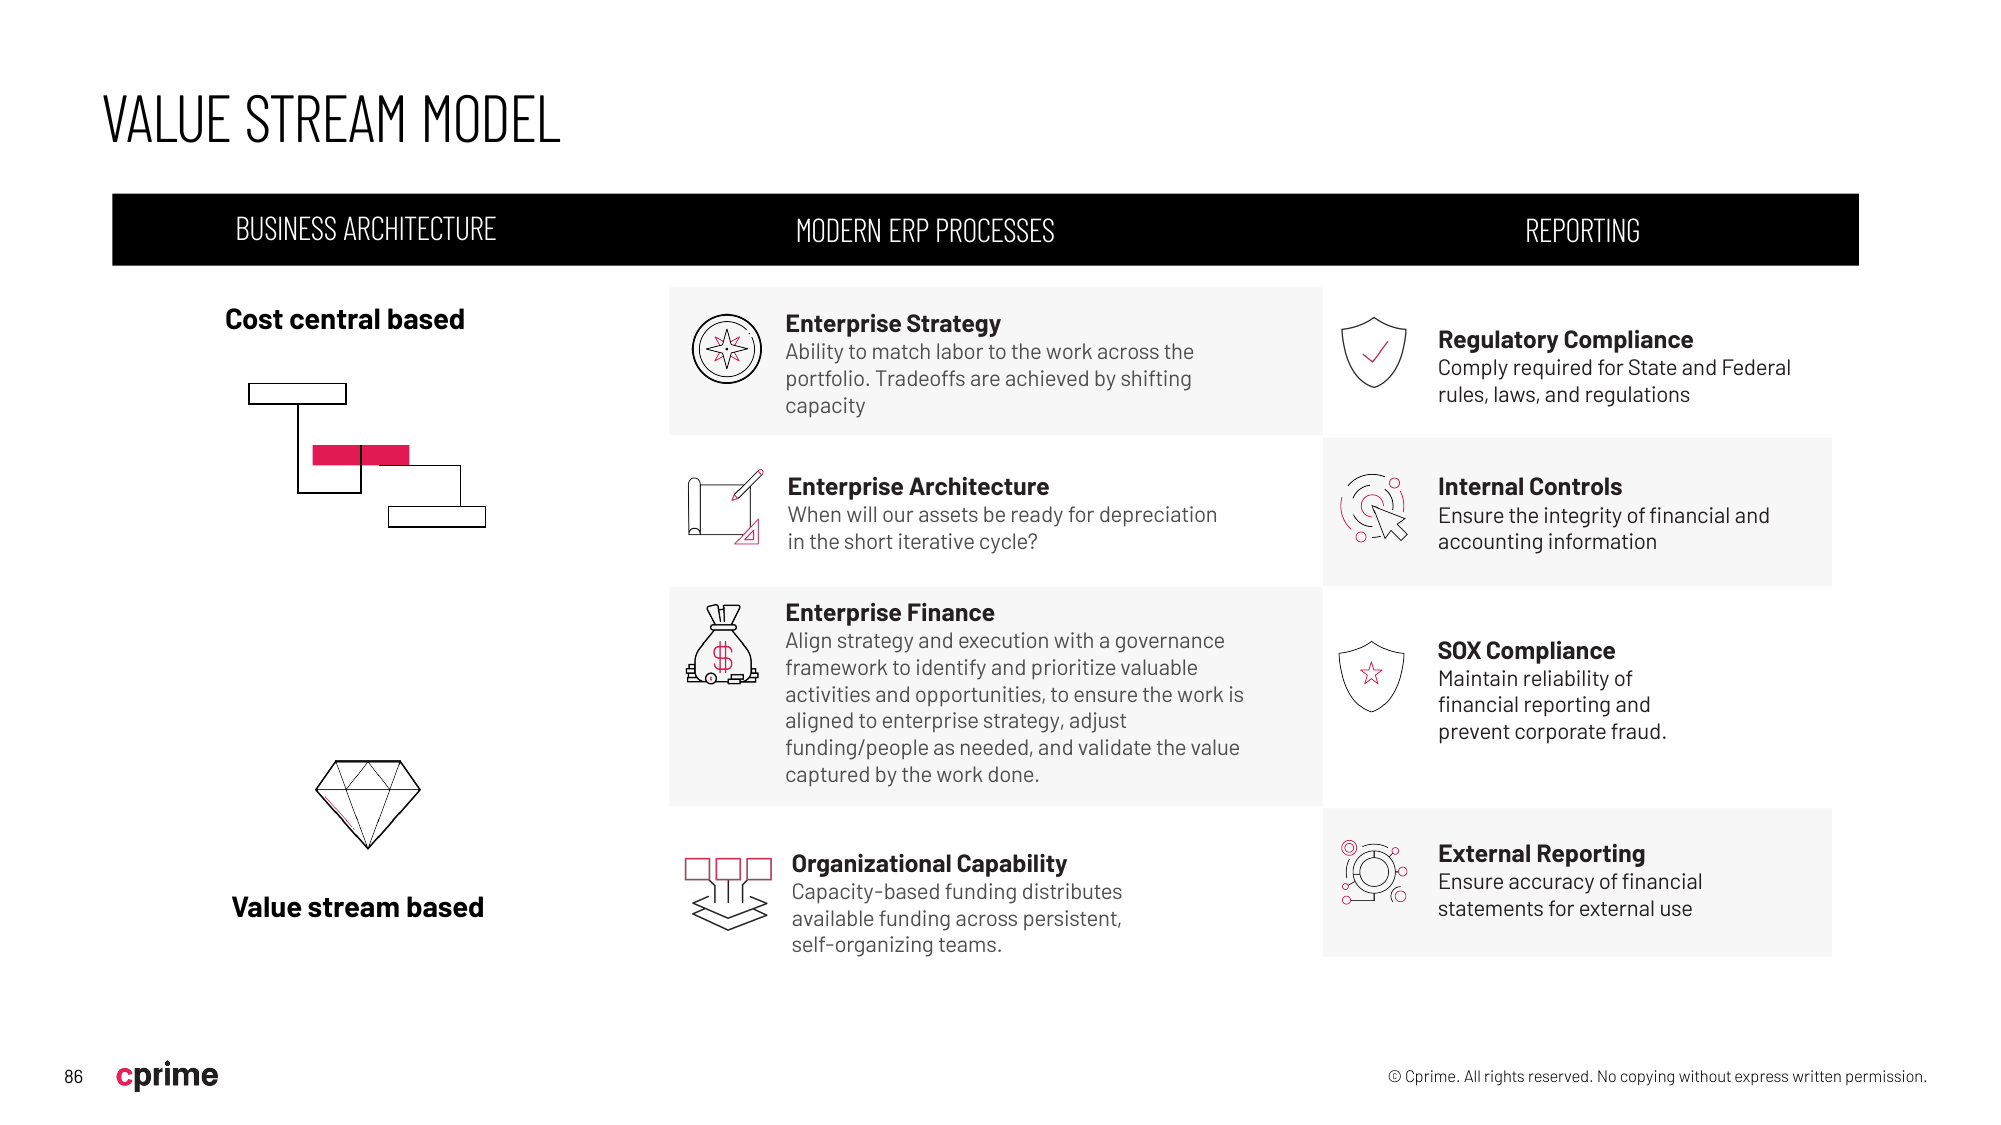 VALUE STREAM MODEL
BUSINESS ARCHITECTURE
MODERN ERP PROCESSES
REPORTING
Cost central based
Value stream based
Enterprise Strategy
Ability to match labor to the work across the
portfolio. Tradeoffs are achieved by shifting
capacity
Enterprise Architecture
When will our assets be ready for depreciation
in the short iterative cycle?
$
Enterprise Finance
Align strategy and execution with a governance
framework to identify and prioritize valuable
activities and opportunities, to ensure the work is
aligned to enterprise strategy, adjust
funding/people as needed, and validate the value
captured by the work done.
Organizational Capability
Capacity-based funding distributes
available funding across persistent,
self-organizing teams.
Regulatory Compliance
Comply required for State and Federal
rules, laws, and regulations
Internal Controls
Ensure the integrity of financial and
accounting information
SOX Compliance
Maintain reliability of
financial reporting and
prevent corporate fraud.
External Reporting
Ensure accuracy of financial
statements for external use
86
cprime
© Cprime. All rights reserved. No copying without express written permission.